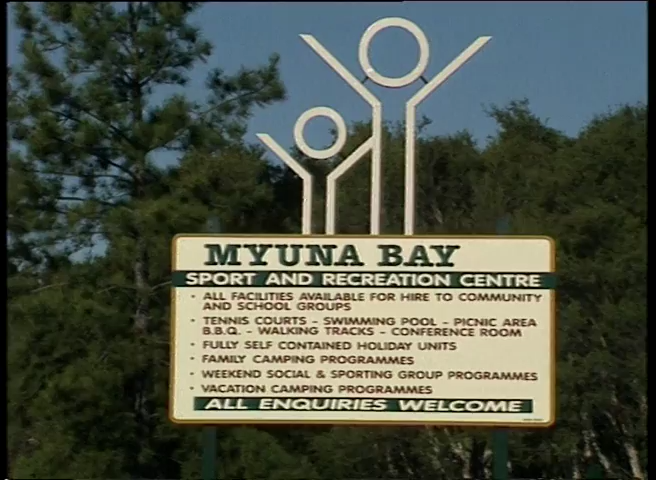 MYUNA BAY
SPORT AND RECREATION CENTRE
• ALL FACILITIES AVAILABLE FOR HIRE TO COMMUNITY
AND SCHOOL GROUPS
• TENNIS COURTS - SWIMMING POOL - PICNIC AREA
B.B.Q. - WALKING TRACKS - CONFERENCE ROOM
• FULLY SELF CONTAINED HOLIDAY UNITS
• FAMILY CAMPING PROGRAMMES
• WEEKEND SOCIAL & SPORTING GROUP PROGRAMMES
• VACATION CAMPING PROGRAMMES
ALL ENQUIRIES WELCOME